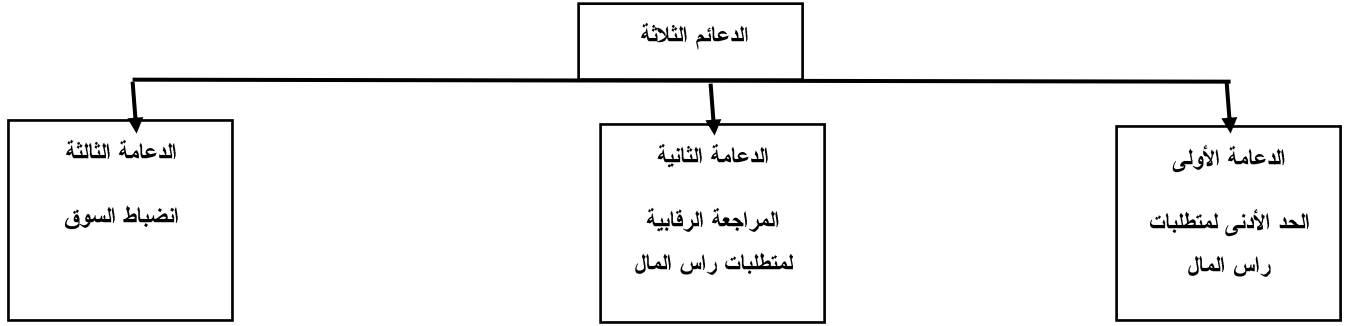 الدعائم الثلاثة
الدعامة الأولى
الحد الأدنى لمتطلبات
راس المال
الدعامة الثانية
المراجعة الرقابية
لمتطلبات راس المال
الدعامة الثالثة
انضباط السوق